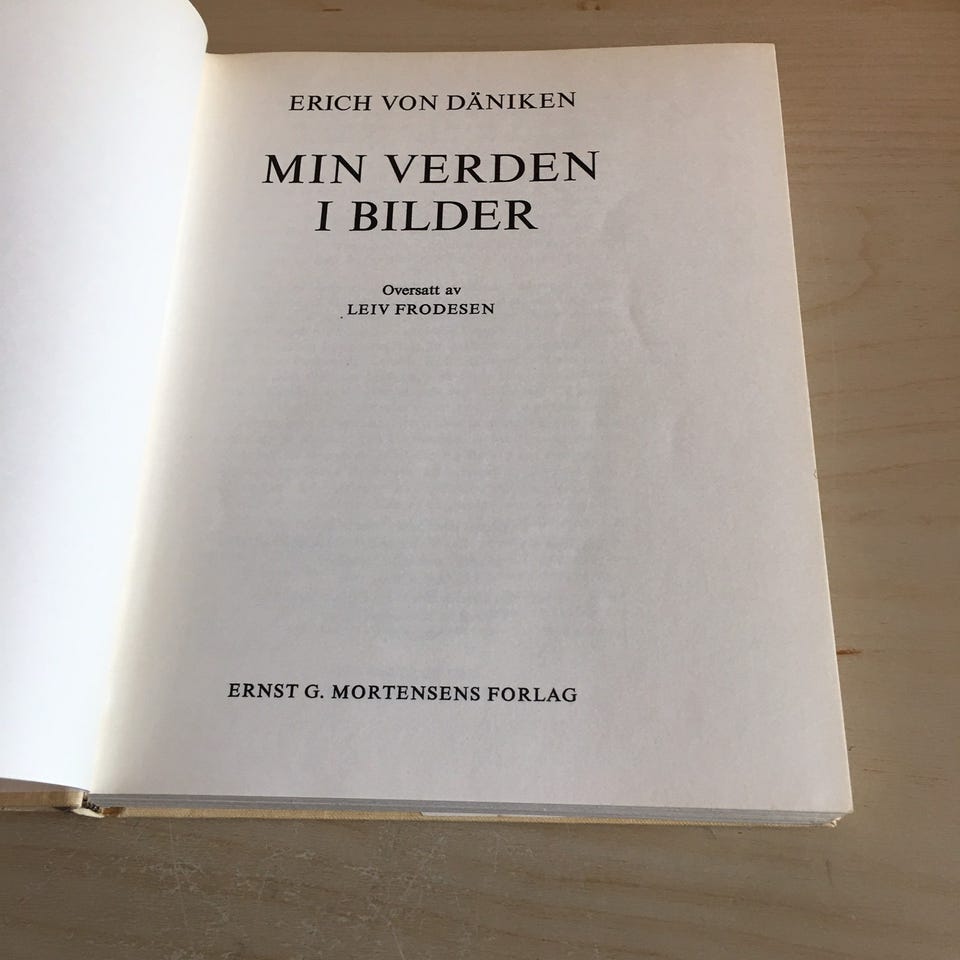 ERICH VON DÄNIKEN
MIN VERDEN
I BILDER
Oversatt av
LEIV FRODESEN
ERNST G. MORTENSENS FORLAG